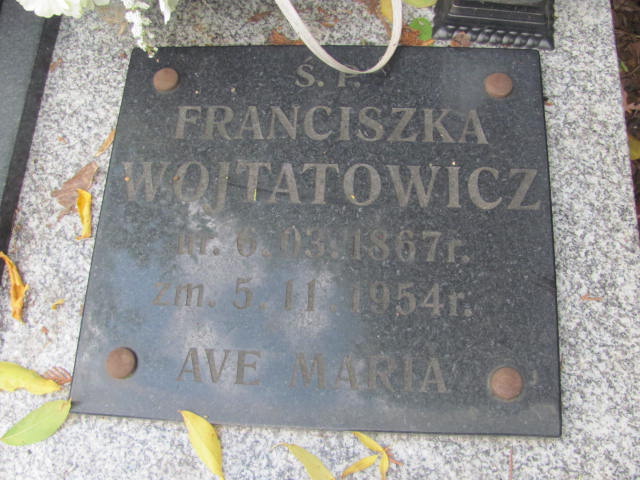 Ś. P.
FRANCISZKA
WOJTATOWICZ
ur. 6.03.1867r.
zm. 5.11.1954r.
AVE MARIA